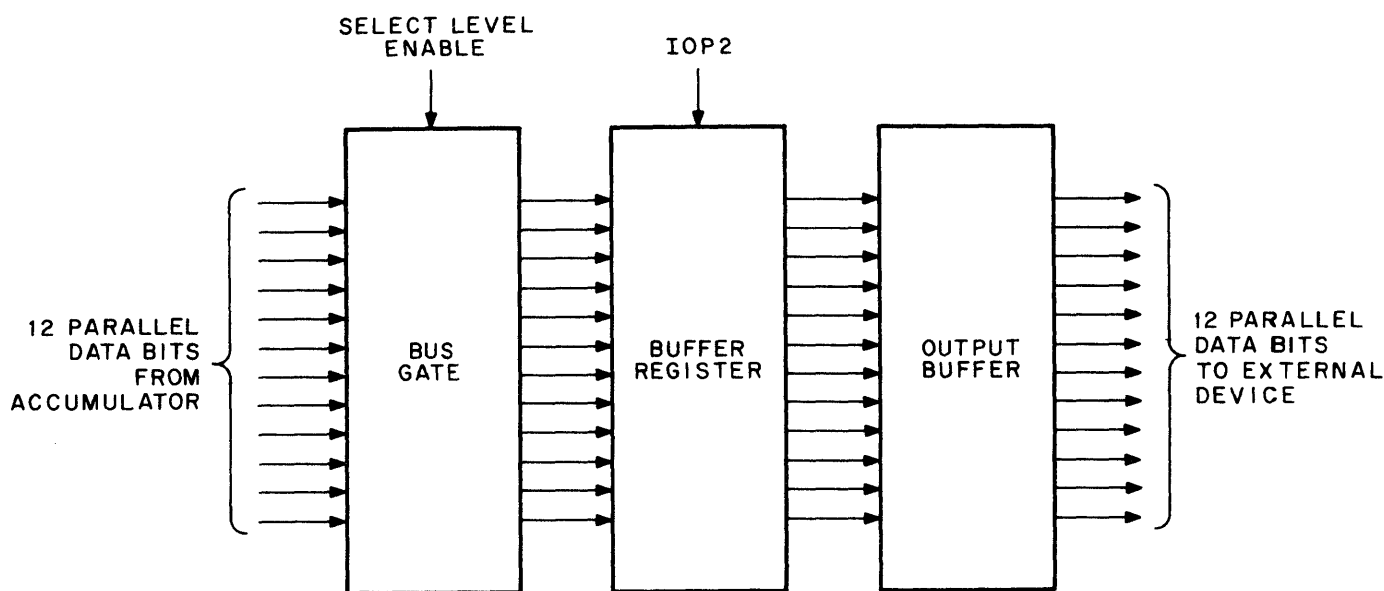 SELECT LEVEL
ENABLE
IOP2
12 PARALLEL
DATA BITS
FROM
ACCUMULATOR
BUS
GATE
BUFFER
REGISTER
OUTPUT
BUFFER
12 PARALLEL
DATA BITS
TO EXTERNAL
DEVICE